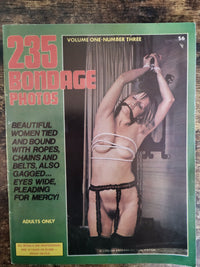 235
BONDAGE
PHOTOS
VOLUME ONE·NUMBER THREE
$6
BEAUTIFUL
WOMEN TIED
AND BOUND
WITH ROPES,
CHAINS AND
BELTS, ALSO
GAGGED...
EYES WIDE,
PLEADING
FOR MERCY!
ADULTS ONLY